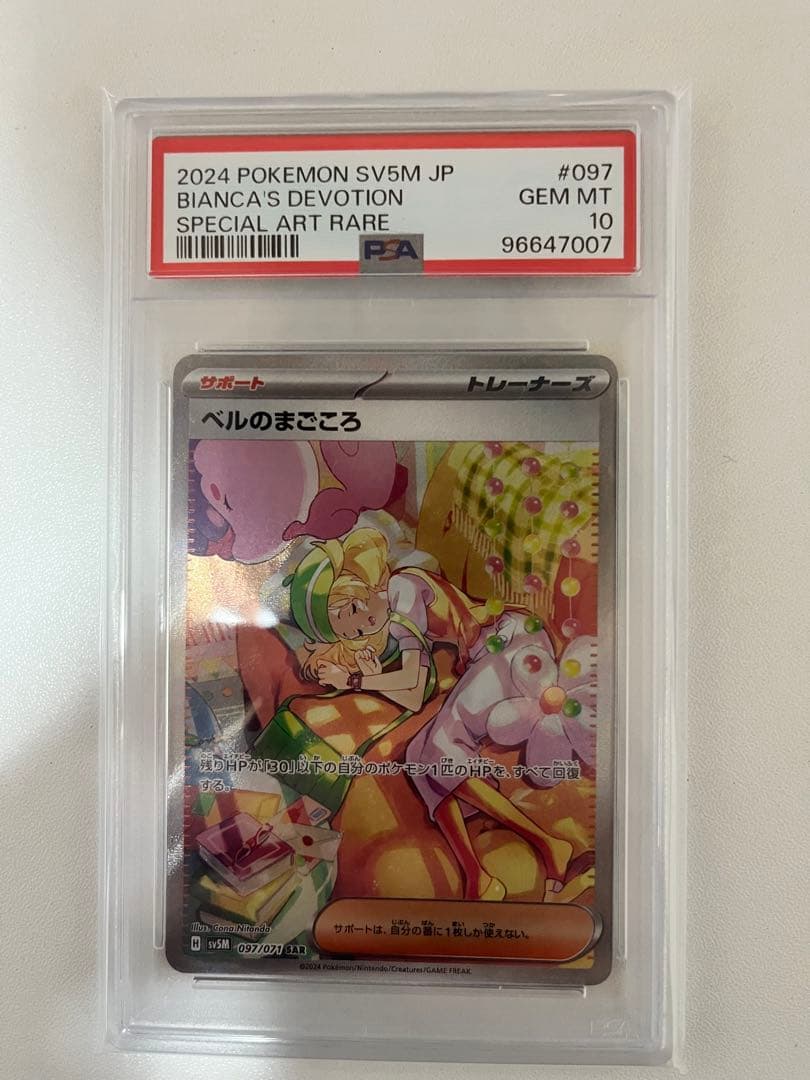 2024 POKEMON SV5M JP #097
BIANCA'S DEVOTION GEM MT
SPECIAL ART RARE 10
PSA 96647007
サポート トレーナーズ
ベルのまごころ
残りHPが「30」以下の自分のポケモン1匹のHPを、すべて回復
する。
Illus. Gona Nitanda
サポートは、自分の番に1枚しか使えない。
H SV5M 097/071 SAR
©2024 Pokémon/Nintendo/Creatures/GAME FREAK.